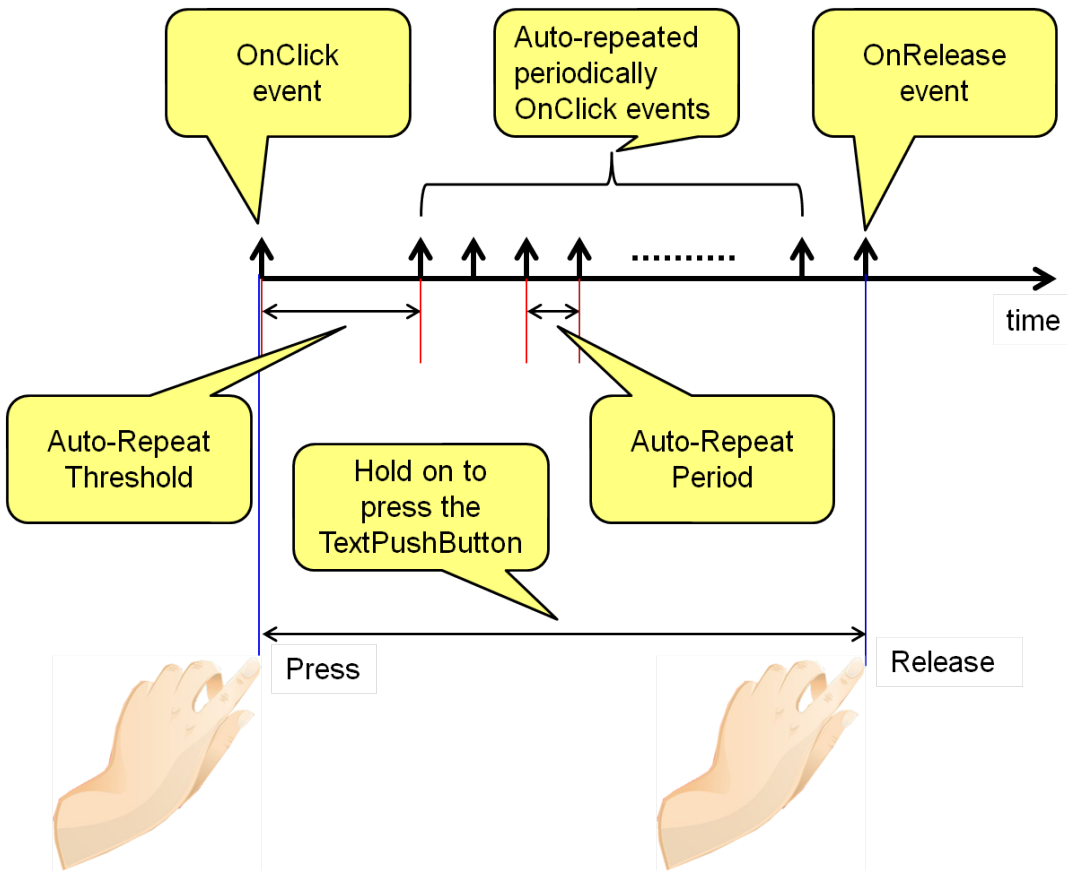 OnClick
event
Auto-repeated
periodically
OnClick events
OnRelease
event
time
Auto-Repeat
Threshold
Auto-Repeat
Period
Hold on to
press the
TextPushButton
Press
Release